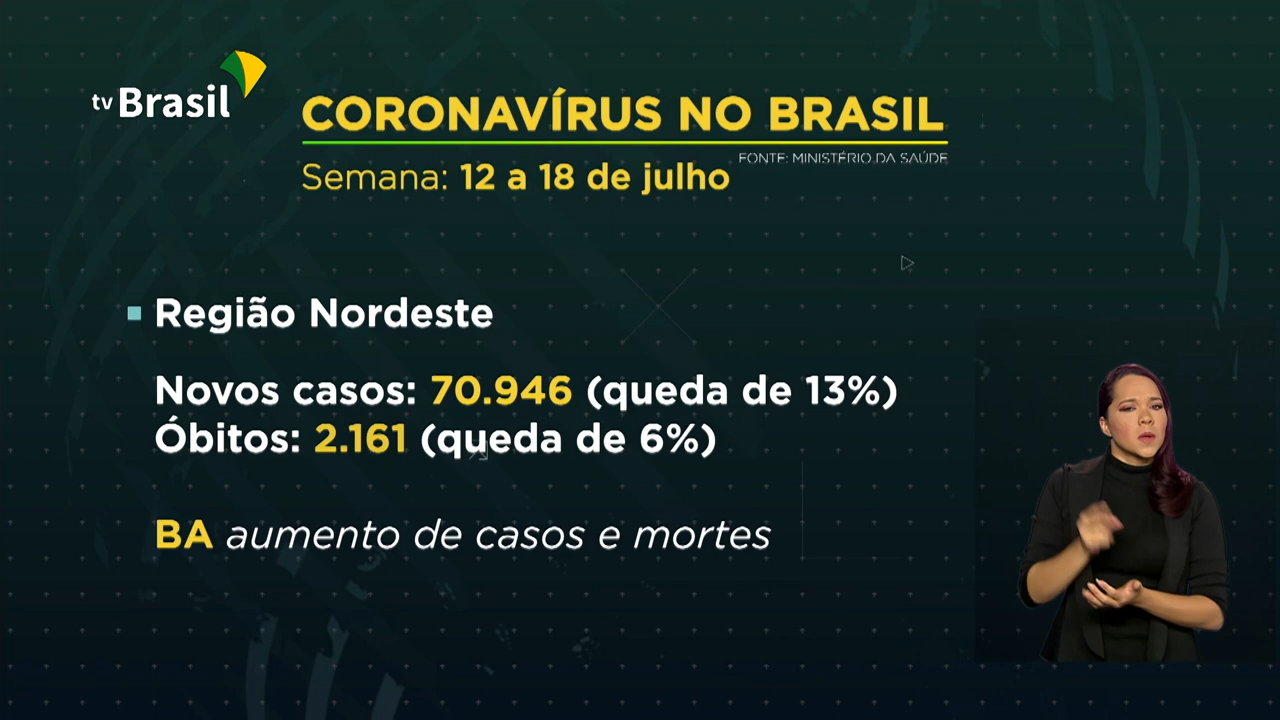 tv Brasil
CORONAVÍRUS NO BRASIL
FONTE: MINISTÉRIO DA SAÚDE
Semana: 12 a 18 de julho
Região Nordeste
Novos casos: 70.946 (queda de 13%)
Óbitos: 2.161 (queda de 6%)
BA aumento de casos e mortes